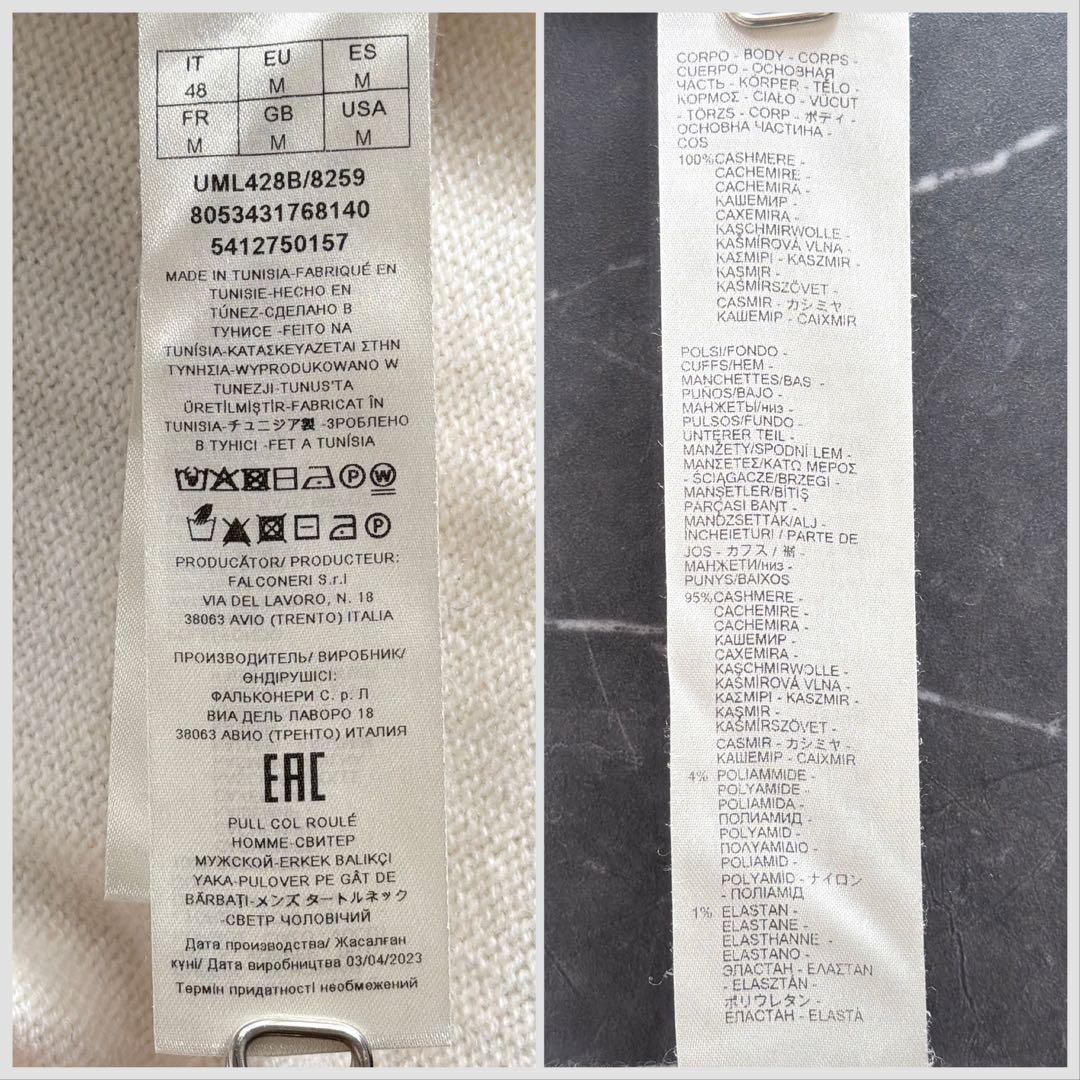 IT EU ES
48 M M
FR GB USA
M M M
UML428B/8259
8053431768140
5412750157
MADE IN TUNISIA-FABRIQUÉ EN
TUNISIE-HECHO EN
TÚNEZ-СДЕЛАНО В
ТУНИСЕ -FEITO NA
TUNÍSIA-ΚΑΤΑΣΚΕΥΑΖΕΤΑΙ ΣΤΗΝ
ΤΥΝΗΣΙΑ-WYPRODUKOWANO W
TUNEZJI-TUNUS'TA
ÜRETİLMİŞTİR-FABRICAT ÎN
TUNISIA-チュニジア製 -ЗРОБЛЕНО
В ТУНІСІ -FET A TUNÍSIA
PRODUCĂTOR/ PRODUCTEUR:
FALCONERI S.r.l
VIA DEL LAVORO, N. 18
38063 AVIO (TRENTO) ITALIA
ПРОИЗВОДИТЕЛЬ/ ВИРОБНИК/
ӨНДІРУШІСІ:
ФАЛЬКОНЕРИ С. р. Л
ВИА ДЕЛЬ ЛАВОРО 18
38063 АВИО (ТРЕНТО) ИТАЛИЯ
EAC
PULL COL ROULÉ
HOMME-СВИТЕР
МУЖСКОЙ-ERKEK BALIKÇI
YAKA-PULOVER PE GÂT DE
BĂRBAȚI-メンズ タートルネック
-СВЕТР ЧОЛОВІЧИЙ
Дата производства/ Жасалған
күні/ Дата виробництва 03/04/2023
Термін придатності необмежений
CORPO - BODY - CORPS -
CUERPO - ОСНОВНАЯ
ЧАСТЬ - KÖRPER - TĚLO -
ΚΟΡΜΟΣ - CIAŁO - VÜCUT
- TÖRZS - CORP - ボディ -
ОСНОВНА ЧАСТИНА -
COS
100%CASHMERE -
CACHEMIRE -
CACHEMIRA -
КАШЕМИР -
CAXEMIRA -
KASCHMIRWOLLE -
KAŠMÍROVÁ VLNA -
ΚΑΣΜΙΡΙ - KASZMIR -
KAŞMIR -
KASMÍRSZÖVET -
CAȘMIR - カシミヤ -
КАШЕМІР - CAIXMIR
POLSI/FONDO -
CUFFS/HEM -
MANCHETTES/BAS -
PUÑOS/BAJO -
МАНЖЕТЫ/низ -
PULSOS/FUNDO -
UNTERER TEIL -
MANŽETY/SPODNÍ LEM -
ΜΑΝΣΕΤΕΣ/ΚΑΤΩ ΜΕΡΟΣ
- ŚCIĄGACZE/BRZEGI -
MANŞETLER/BİTİŞ
PARÇASI BANT -
MANDZSETTÁK/ALJ -
ÎNCHEIETURI / PARTE DE
JOS - カフス / 裾 -
МАНЖЕТИ/низ -
PUNYS/BAIXOS
95%CASHMERE -
CACHEMIRE -
CACHEMIRA -
КАШЕМИР -
CAXEMIRA -
KASCHMIRWOLLE -
KAŠMÍROVÁ VLNA -
ΚΑΣΜΙΡΙ - KASZMIR -
KAŞMIR -
KASMÍRSZÖVET -
CAȘMIR - カシミヤ -
КАШЕМІР - CAIXMIR
4% POLIAMMIDE -
POLYAMIDE -
POLIAMIDA -
ПОЛИАМИД -
POLYAMID -
ΠΟΛΥΑΜΙΔΙΟ -
POLIAMID -
POLYAMID - ナイロン
- ПОЛІАМІД
1% ELASTAN -
ELASTANE -
ELASTHANNE -
ELASTANO -
ЭЛАСТАН - ΕΛΑΣΤΑΝ
- ELASZTÁN -
ポリウレタン -
ЕЛАСТАН - ELASTÀ